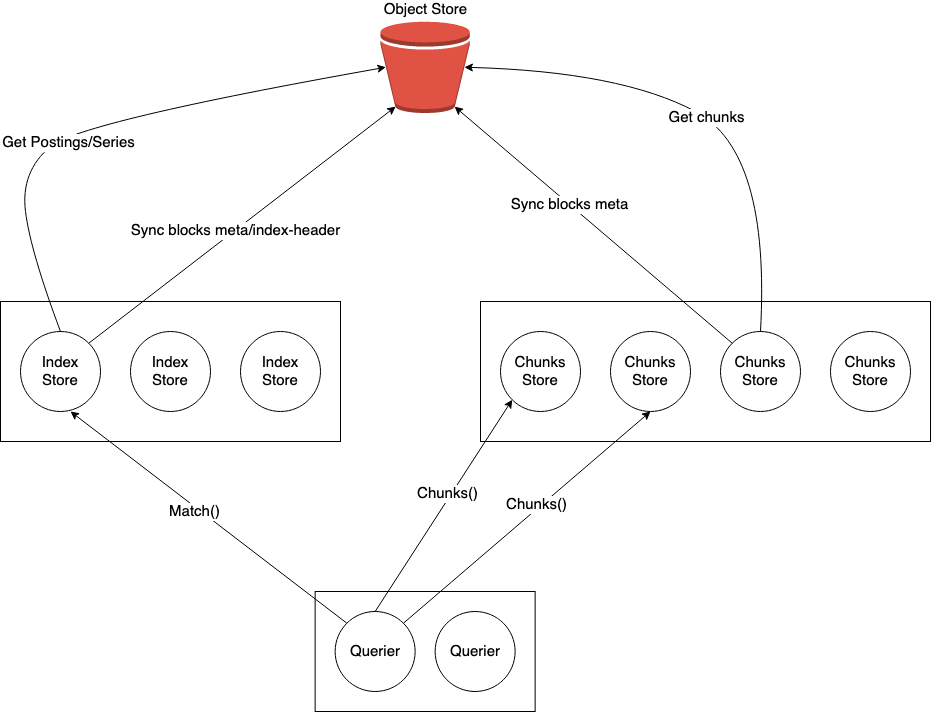 Object Store
Get chunks
Get Postings/Series
Sync blocks meta
Sync blocks meta/index-header
Index
Store
Index
Store
Index
Store
Chunks
Store
Chunks
Store
Chunks
Store
Chunks
Store
Chunks()
Chunks()
Match()
Querier
Querier